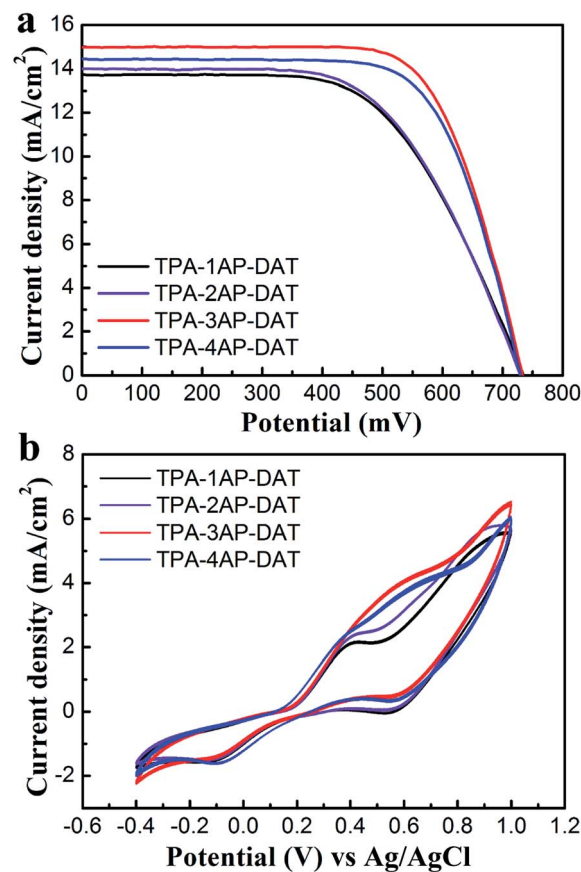 a
16
14
12
10
8
6
4
2
0
Current density (mA/cm²)
TPA-1AP-DAT
TPA-2AP-DAT
TPA-3AP-DAT
TPA-4AP-DAT
0 100 200 300 400 500 600 700 800
Potential (mV)
b
8
6
4
2
0
-2
Current density (mA/cm²)
TPA-1AP-DAT
TPA-2AP-DAT
TPA-3AP-DAT
TPA-4AP-DAT
-0.6 -0.4 -0.2 0.0 0.2 0.4 0.6 0.8 1.0 1.2
Potential (V) vs Ag/AgCl